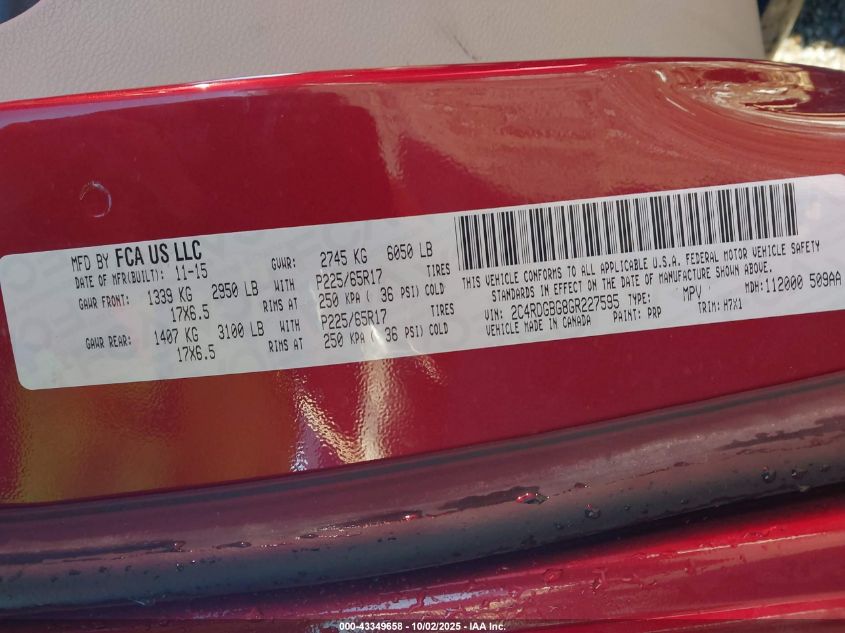 MFD BY FCA US LLC
DATE OF MFR(BUILT): 11-15 GVWR: 2745 KG 6050 LB
GAWR FRONT: 1339 KG 2950 LB WITH P225/65R17 TIRES
17X6.5 RIMS AT 250 KPA ( 36 PSI) COLD
GAWR REAR: 1407 KG 3100 LB WITH P225/65R17 TIRES
17X6.5 RIMS AT 250 KPA ( 36 PSI) COLD
THIS VEHICLE CONFORMS TO ALL APPLICABLE U.S.A. FEDERAL MOTOR VEHICLE SAFETY
STANDARDS IN EFFECT ON THE DATE OF MANUFACTURE SHOWN ABOVE.
VIN: 2C4RDGBG8GR227595 TYPE: MPV MDH: 112000 509AA
VEHICLE MADE IN CANADA PAINT: PRP TRIM: H7X1
000-43349658 - 10/02/2025 - IAA Inc.